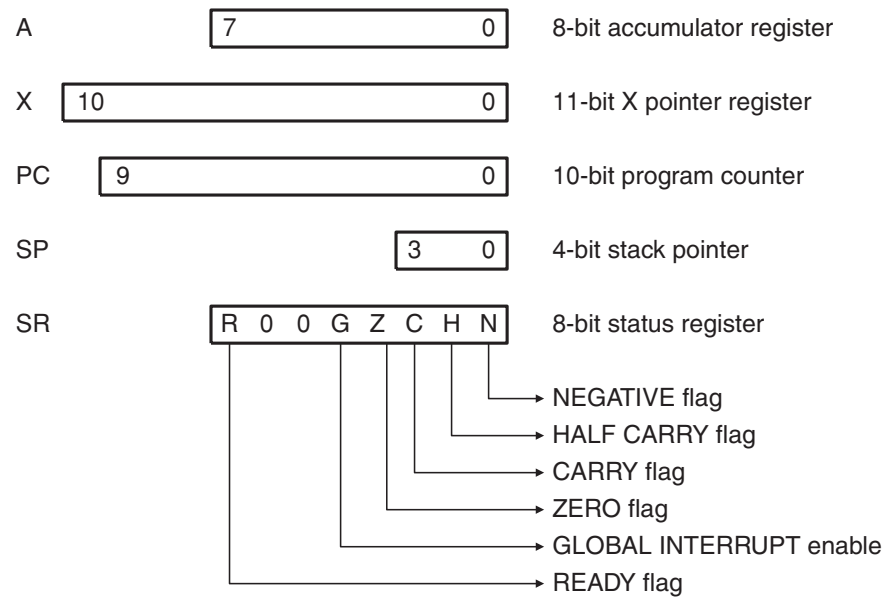 A 7 0 8-bit accumulator register
X 10 0 11-bit X pointer register
PC 9 0 10-bit program counter
SP 3 0 4-bit stack pointer
SR R 0 0 G Z C H N 8-bit status register
NEGATIVE flag
HALF CARRY flag
CARRY flag
ZERO flag
GLOBAL INTERRUPT enable
READY flag